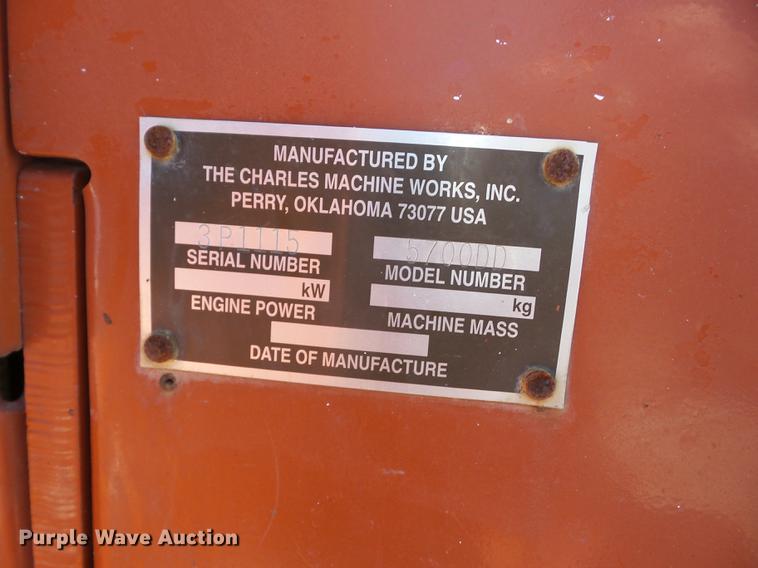 MANUFACTURED BY
THE CHARLES MACHINE WORKS, INC.
PERRY, OKLAHOMA 73077 USA
3P1115 5700DD
SERIAL NUMBER MODEL NUMBER
kW kg
ENGINE POWER MACHINE MASS
DATE OF MANUFACTURE
Purple Wave Auction